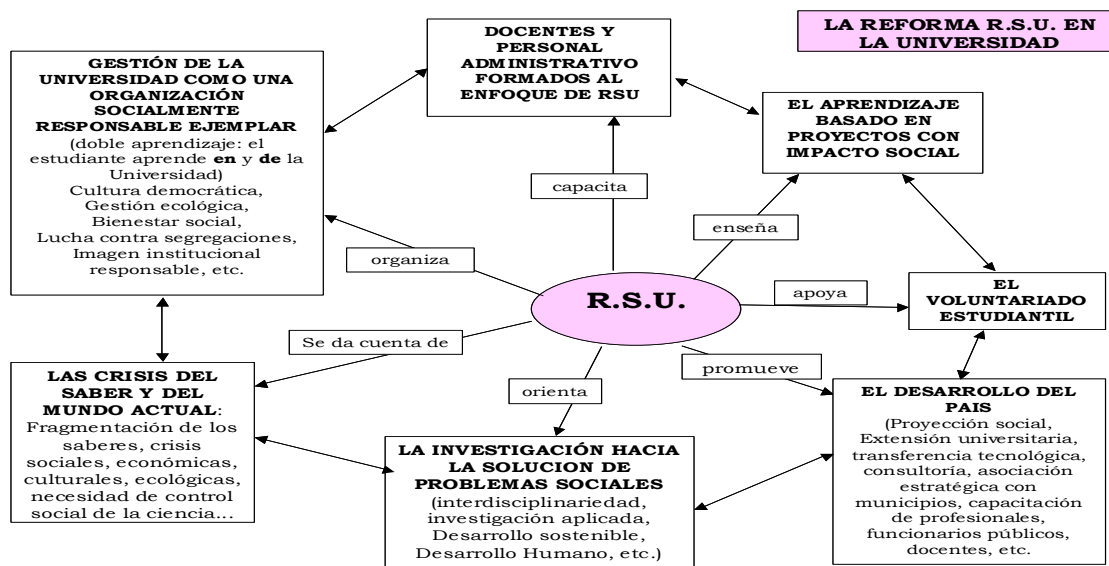 LA REFORMA R.S.U. EN
LA UNIVERSIDAD
DOCENTES Y
PERSONAL
ADMINISTRATIVO
FORMADOS AL
ENFOQUE DE RSU
GESTIÓN DE LA
UNIVERSIDAD COMO UNA
ORGANIZACIÓN
SOCIALMENTE
RESPONSABLE EJEMPLAR
(doble aprendizaje: el
estudiante aprende en y de la
Universidad)
Cultura democrática,
Gestión ecológica,
Bienestar social,
Lucha contra segregaciones,
Imagen institucional
responsable, etc.
EL APRENDIZAJE
BASADO EN
PROYECTOS CON
IMPACTO SOCIAL
capacita
enseña
organiza
R.S.U.
apoya
EL
VOLUNTARIADO
ESTUDIANTIL
Se da cuenta de
orienta
promueve
LAS CRISIS DEL
SABER Y DEL
MUNDO ACTUAL:
Fragmentación de los
saberes, crisis
sociales, económicas,
culturales, ecológicas,
necesidad de control
social de la ciencia...
LA INVESTIGACIÓN HACIA
LA SOLUCION DE
PROBLEMAS SOCIALES
(interdisciplinariedad,
investigación aplicada,
Desarrollo sostenible,
Desarrollo Humano, etc.)
EL DESARROLLO DEL
PAIS
(Proyección social,
Extensión universitaria,
transferencia tecnológica,
consultoría, asociación
estratégica con
municipios, capacitación
de profesionales,
funcionarios públicos,
docentes, etc.